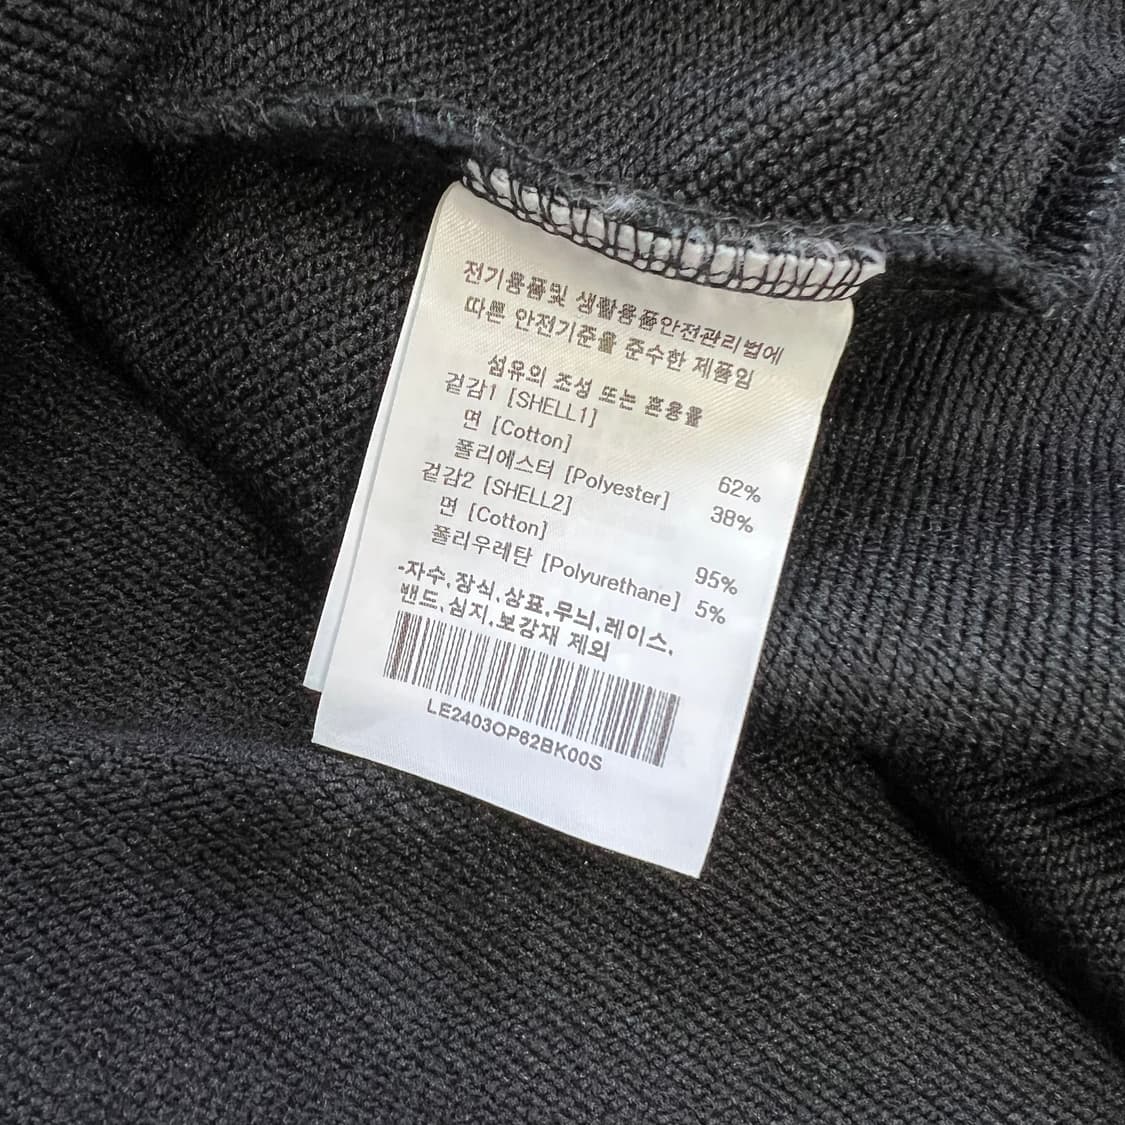 전기용품및 생활용품안전관리법에
따른 안전기준을 준수한 제품임
섬유의 조성 또는 혼용율
겉감1 [SHELL1]
면 [Cotton] 62%
폴리에스터 [Polyester] 38%
겉감2 [SHELL2]
면 [Cotton] 95%
폴리우레탄 [Polyurethane] 5%
-자수,장식,상표,무늬,레이스,
밴드,심지,보강재 제외
LE2403OP62BK00S